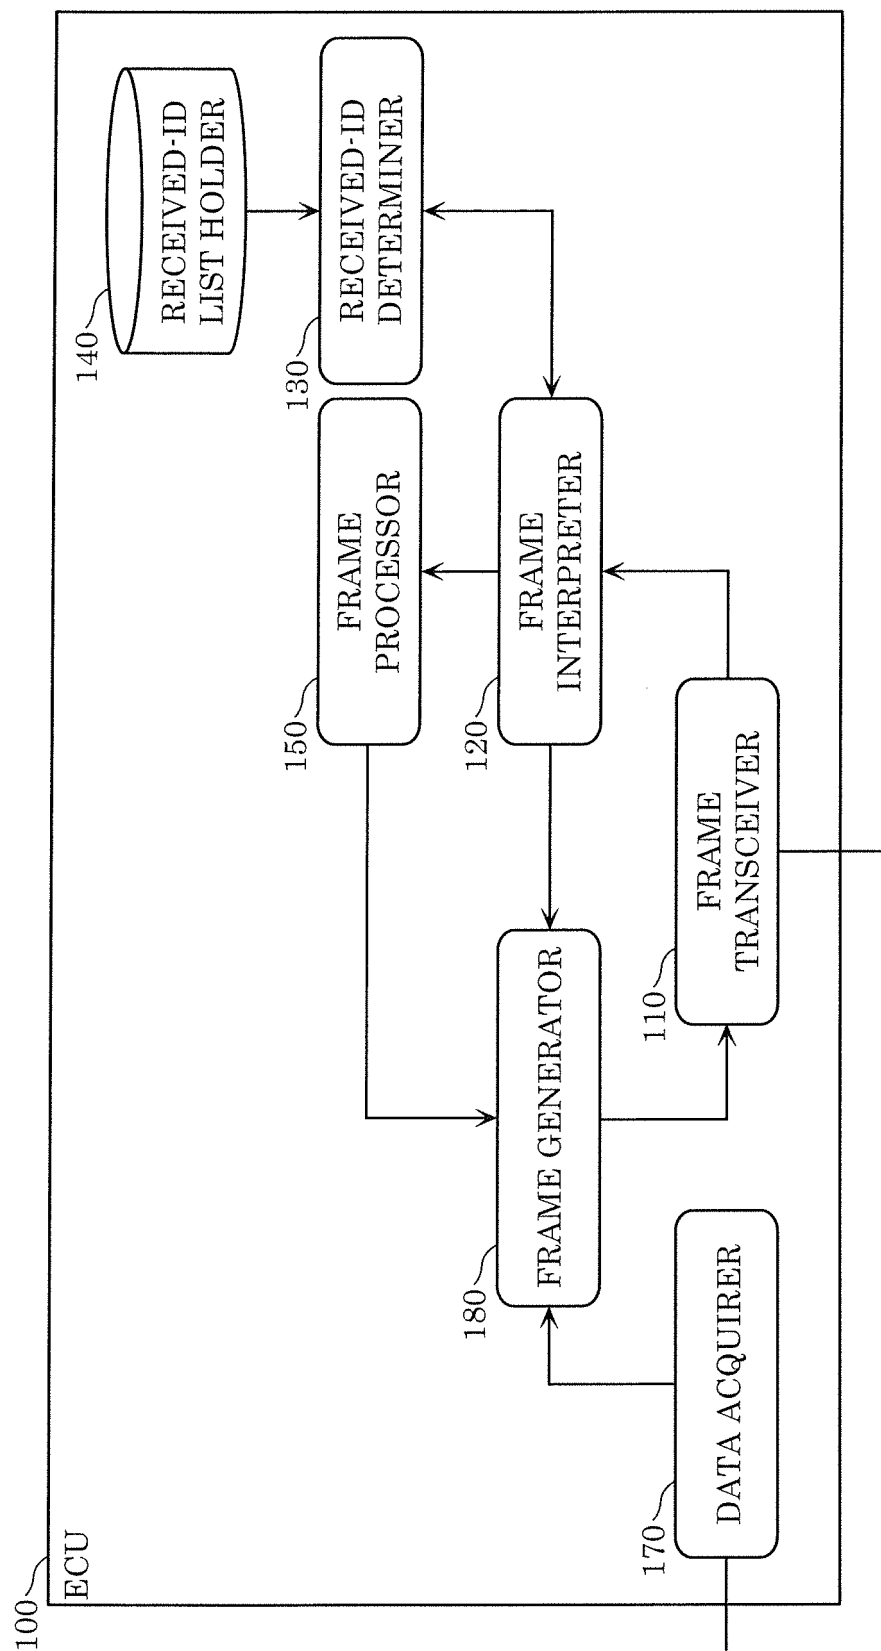 100
ECU
140
RECEIVED-ID
LIST HOLDER
130
RECEIVED-ID
DETERMINER
150
FRAME
PROCESSOR
120
FRAME
INTERPRETER
180
FRAME GENERATOR
110
FRAME
TRANSCEIVER
170
DATA ACQUIRER